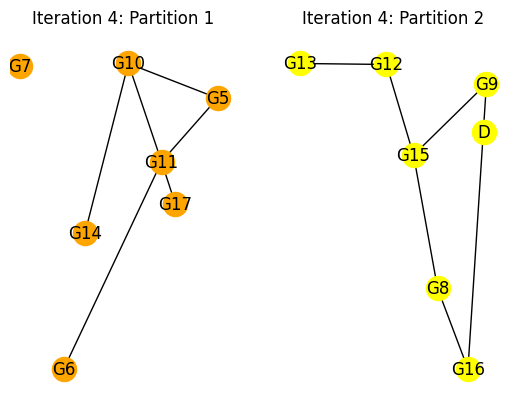 Iteration 4: Partition 1
G7
G10
G5
G11
G17
G14
G6
Iteration 4: Partition 2
G13
G12
G9
D
G15
G8
G16